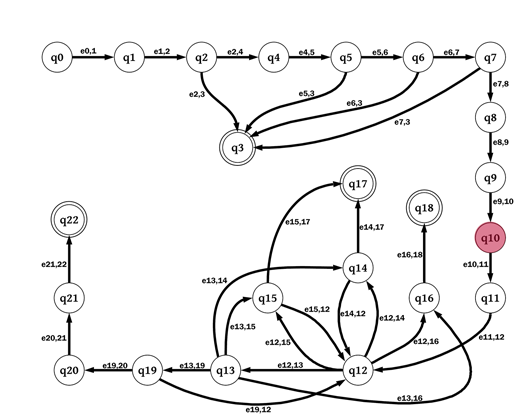 q0 e0,1 q1 e1,2 q2 e2,4 q4 e4,5 q5 e5,6 q6 e6,7 q7
e7,8
e2,3 e5,3 e6,3
q8
e7,3
q3 e8,9
q17 q9
q22 q18 e9,10
e15,17 e14,17
q10
e21,22 e16,18 e10,11
e13,14 q14
q21 q15 q16 q11
e15,12 e14,12 e12,14
e13,15
e20,21 e12,15 e12,16 e11,12
q20 e19,20 q19 e13,19 q13 e12,13 q12
e13,16
e19,12